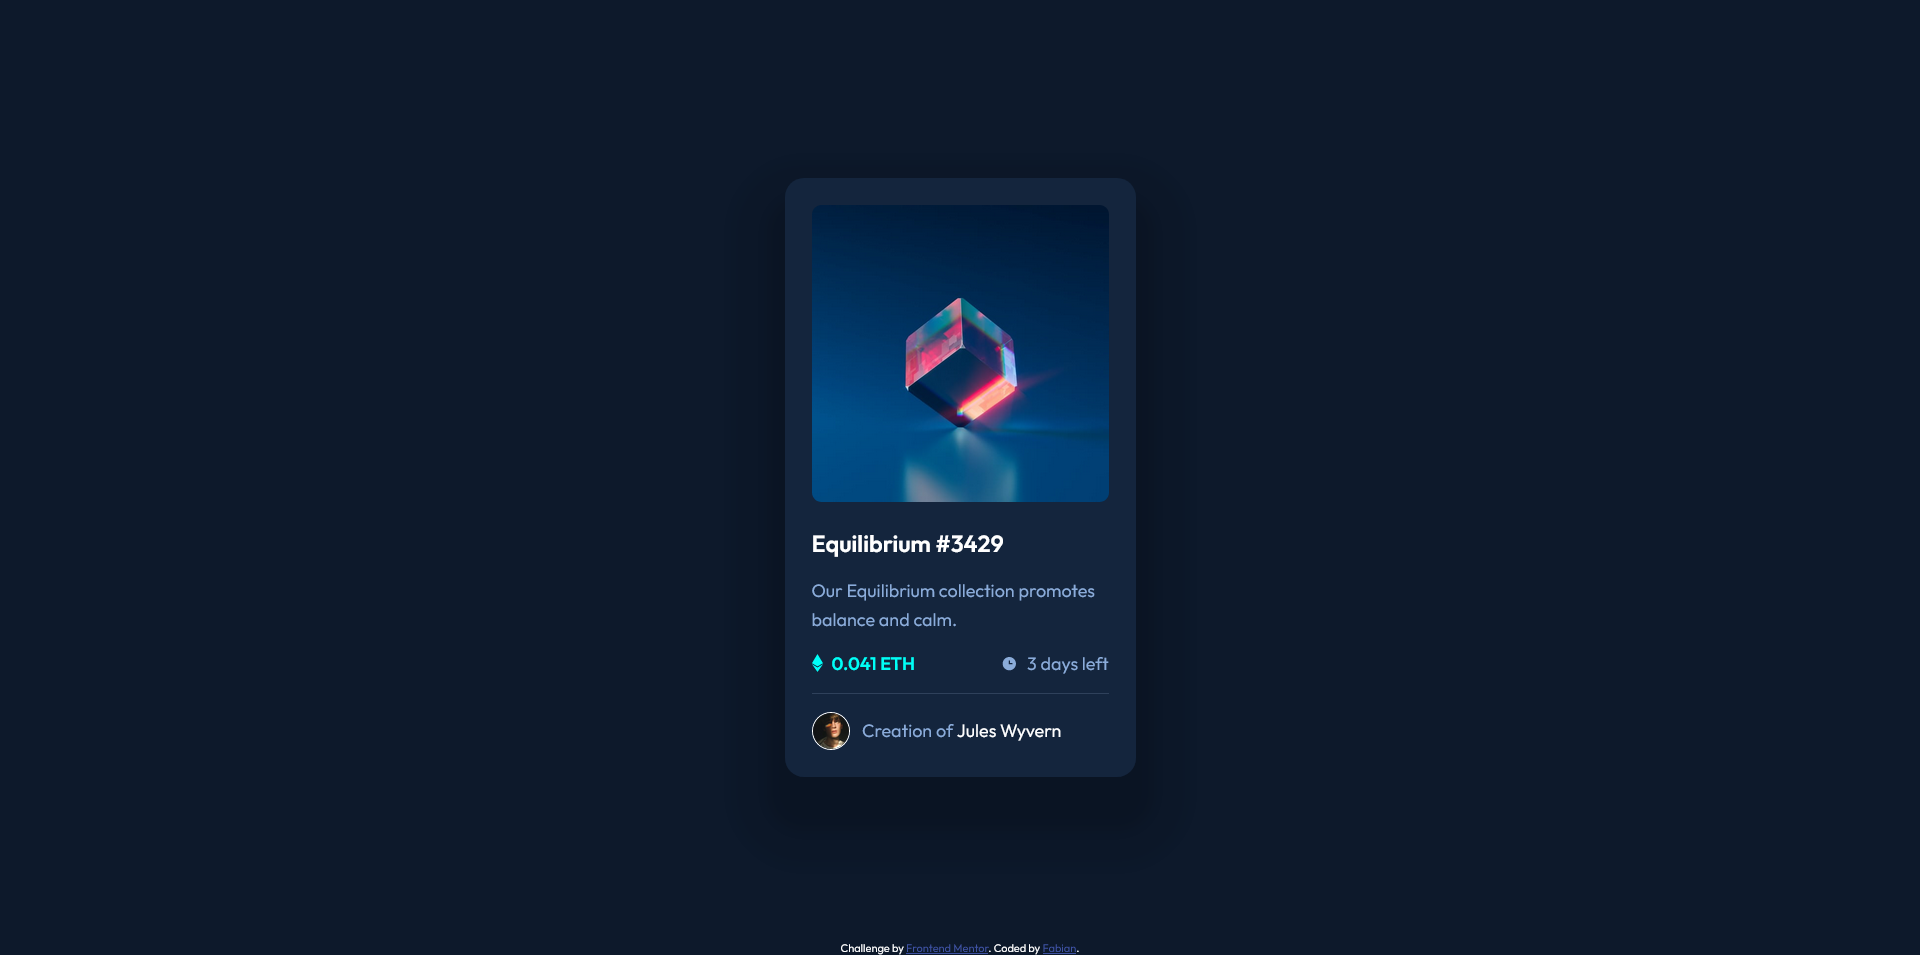 Equilibrium #3429
Our Equilibrium collection promotes
balance and calm.
0.041 ETH
3 days left
Creation of Jules Wyvern
Challenge by Frontend Mentor. Coded by Fabian.